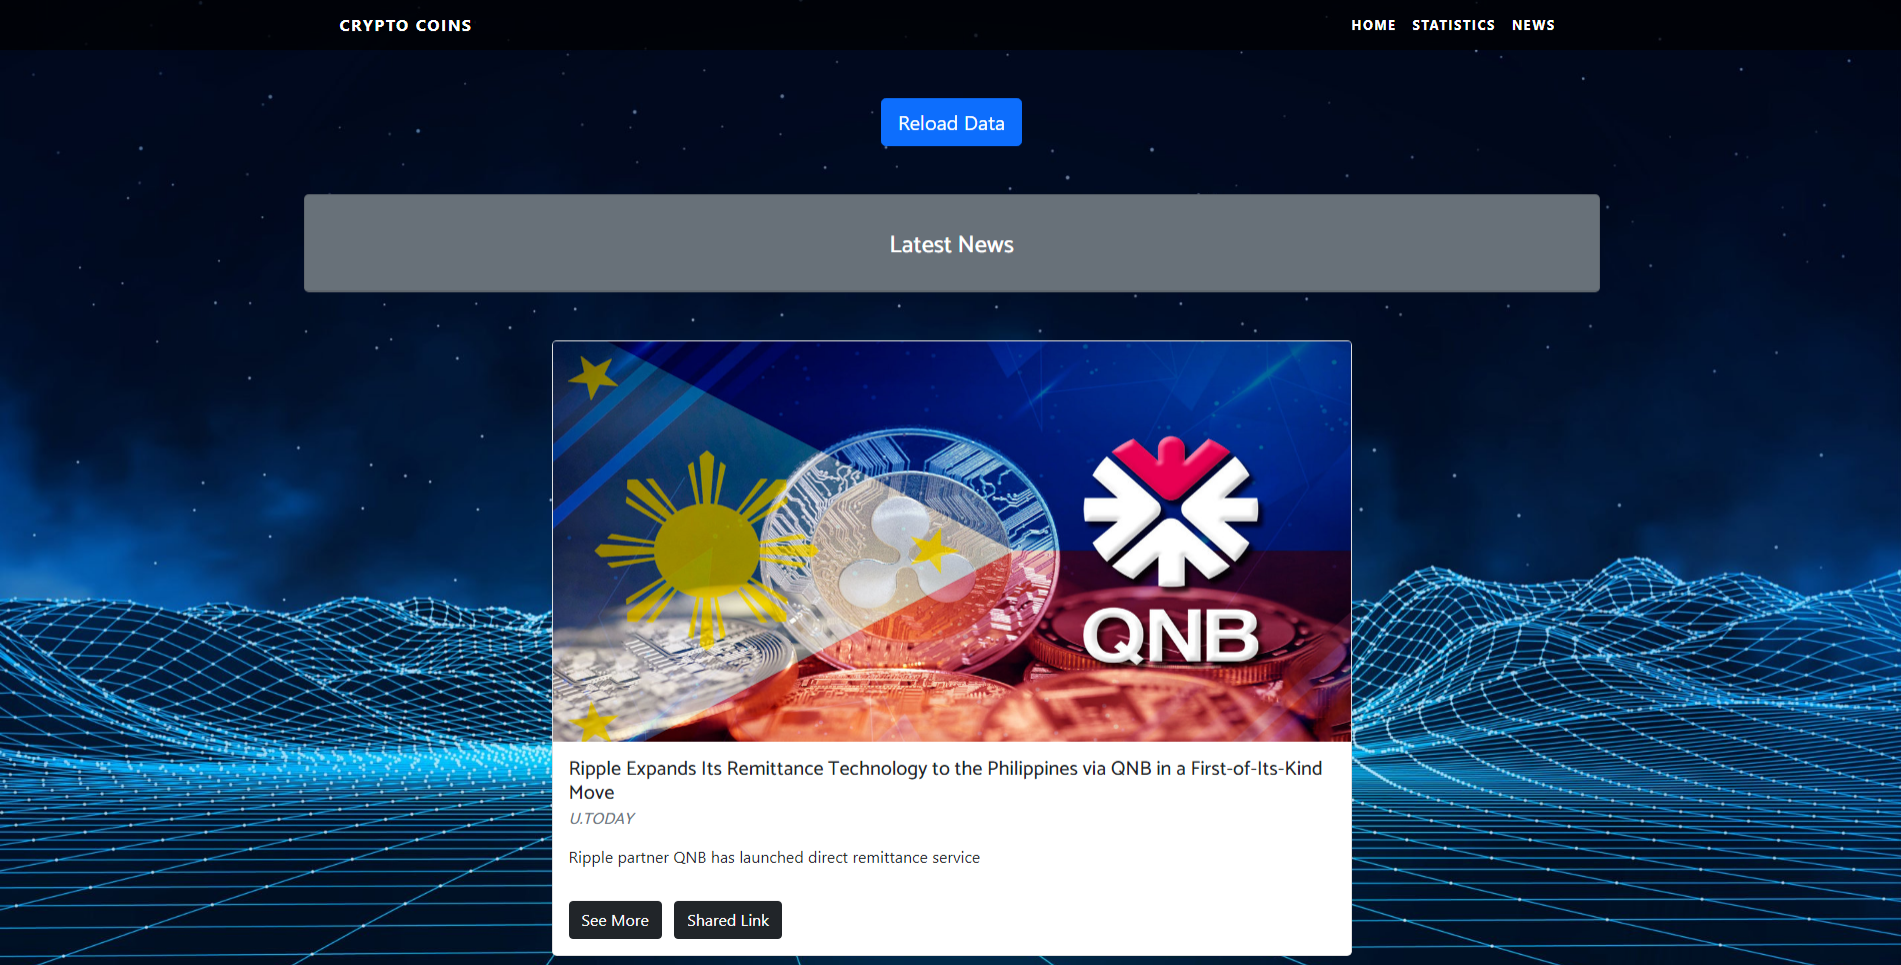 CRYPTO COINS
HOME STATISTICS NEWS
Reload Data
Latest News
QNB
Ripple Expands Its Remittance Technology to the Philippines via QNB in a First-of-Its-Kind
Move
U.TODAY
Ripple partner QNB has launched direct remittance service
See More Shared Link